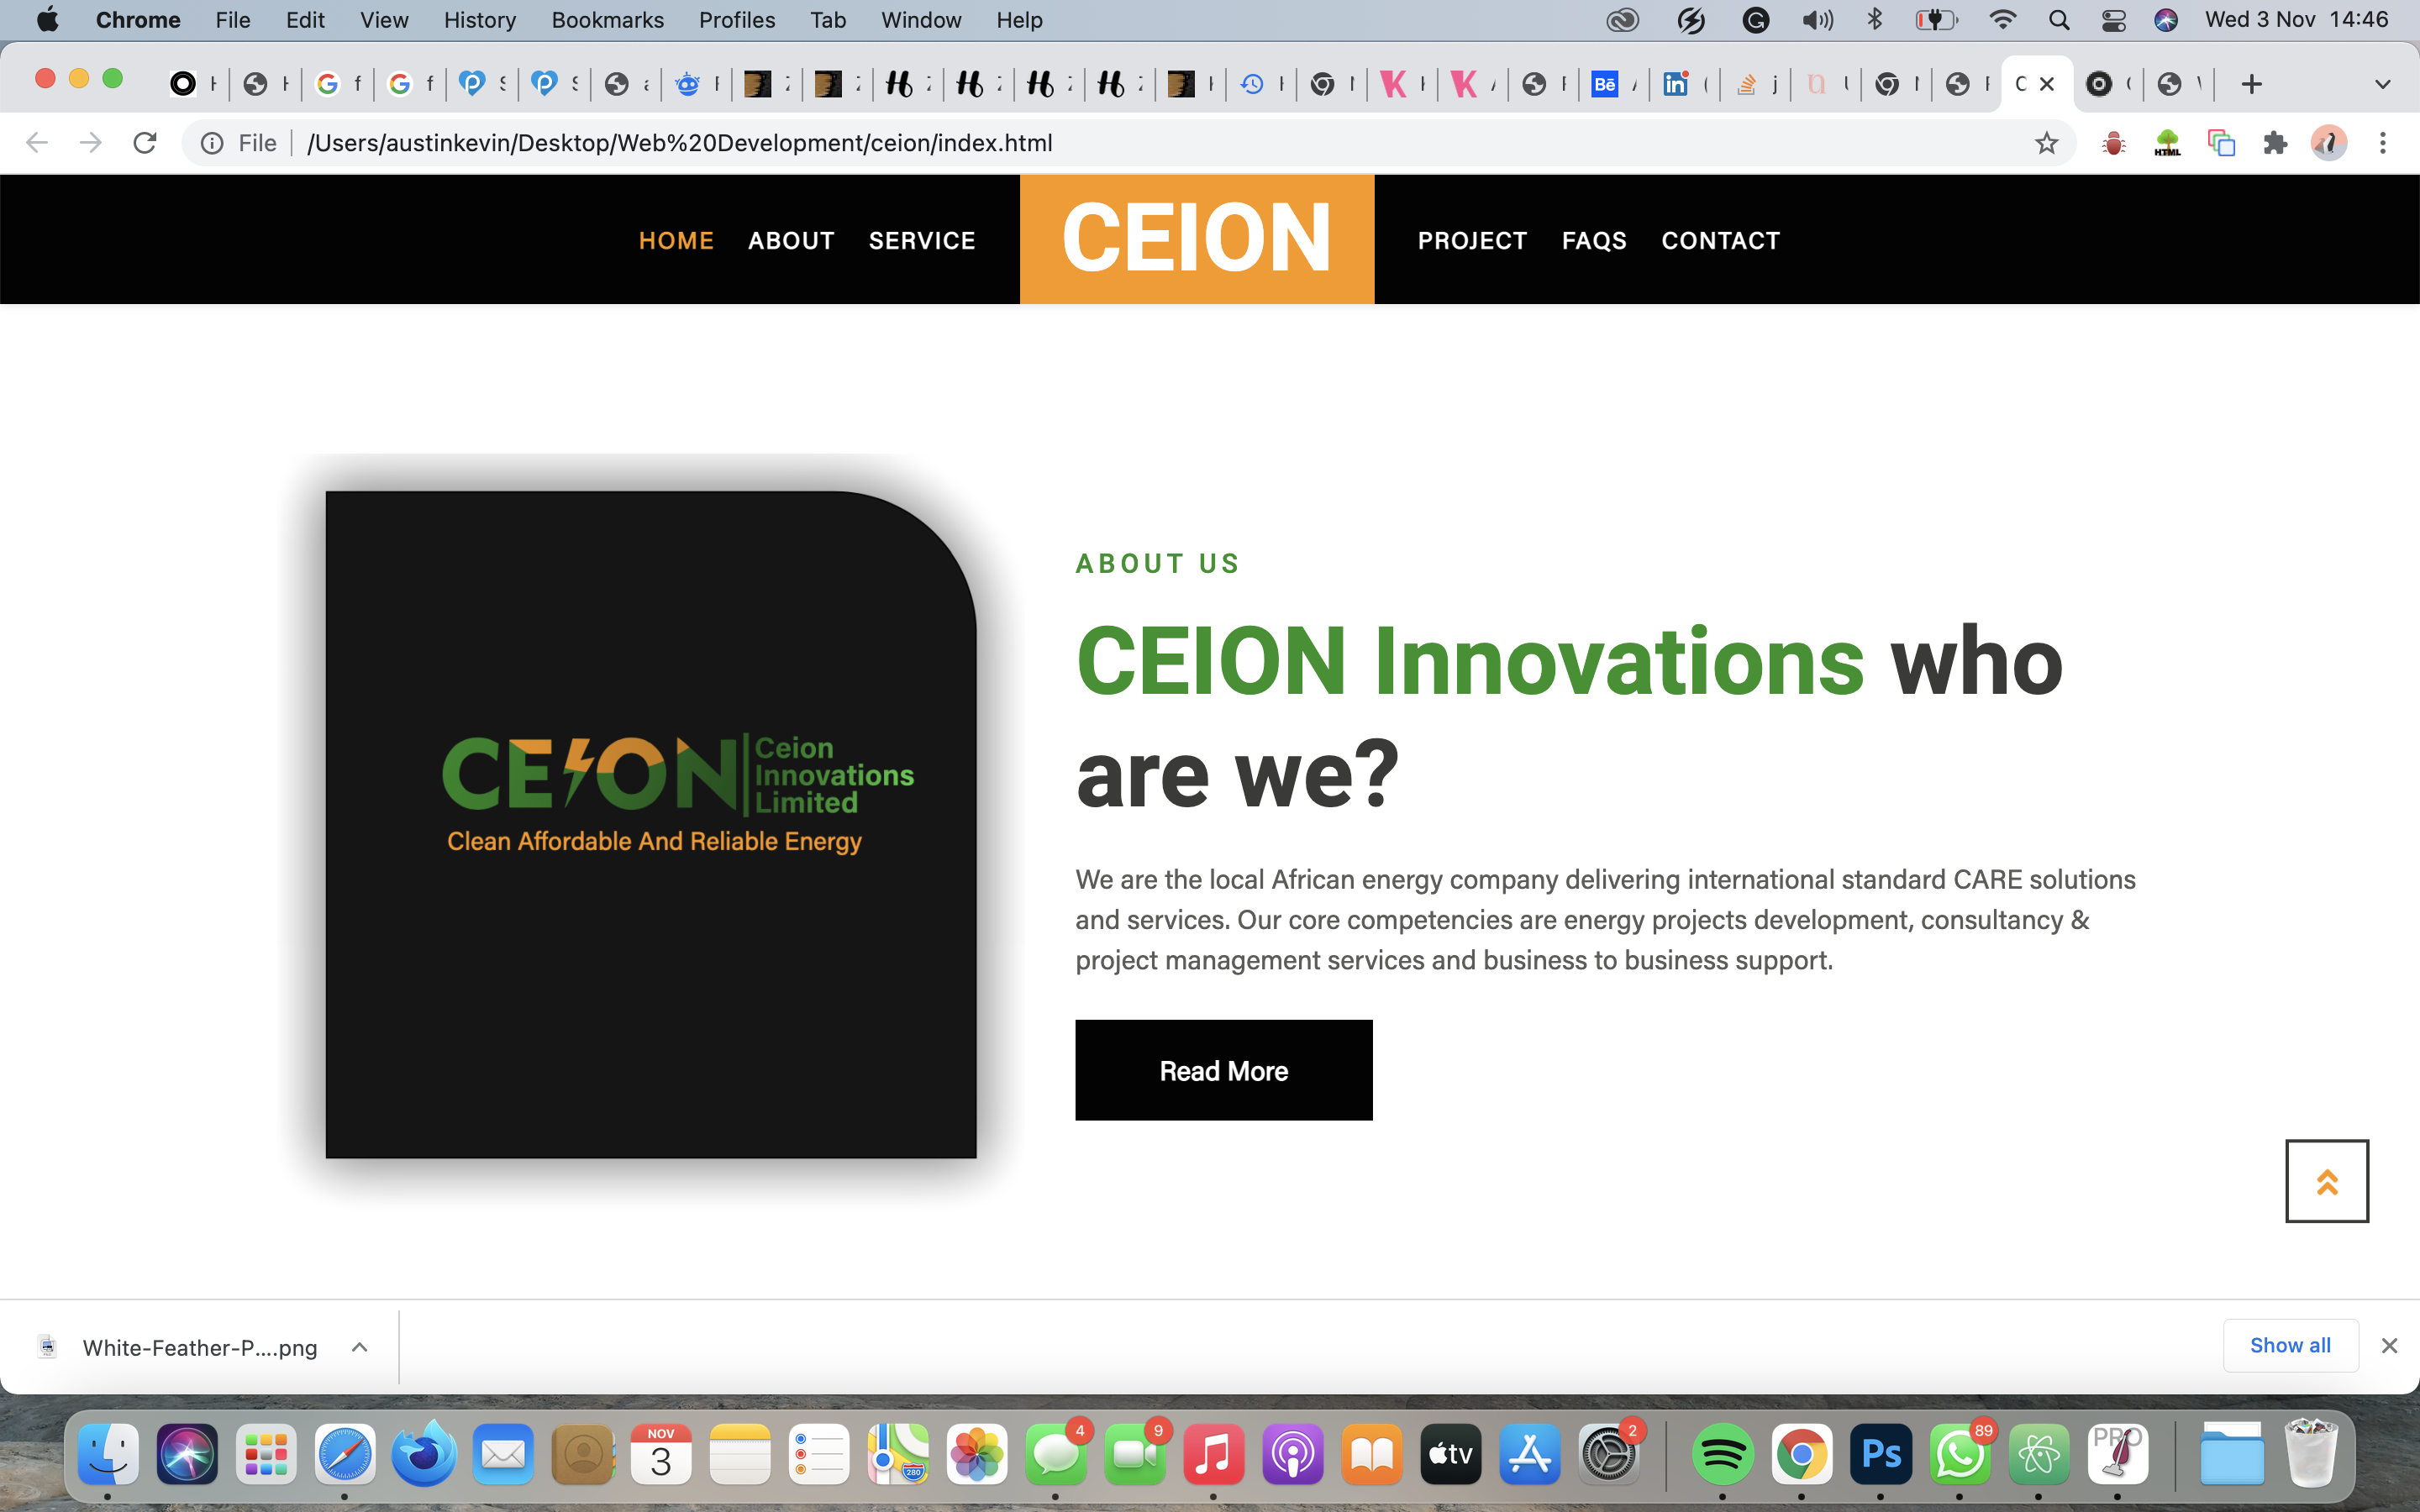 Chrome File Edit View History Bookmarks Profiles Tab Window Help Wed 3 Nov 14:46
File /Users/austinkevin/Desktop/Web%20Development/ceion/index.html
HTML
HOME ABOUT SERVICE CEION PROJECT FAQS CONTACT
ABOUT US
CEION Innovations who
are we?
CEION Ceion
Innovations
Limited
Clean Affordable And Reliable Energy
We are the local African energy company delivering international standard CARE solutions
and services. Our core competencies are energy projects development, consultancy &
project management services and business to business support.
Read More
White-Feather-P....png Show all
NOV
3
280
4
9
tv
2
Ps
89
PRO